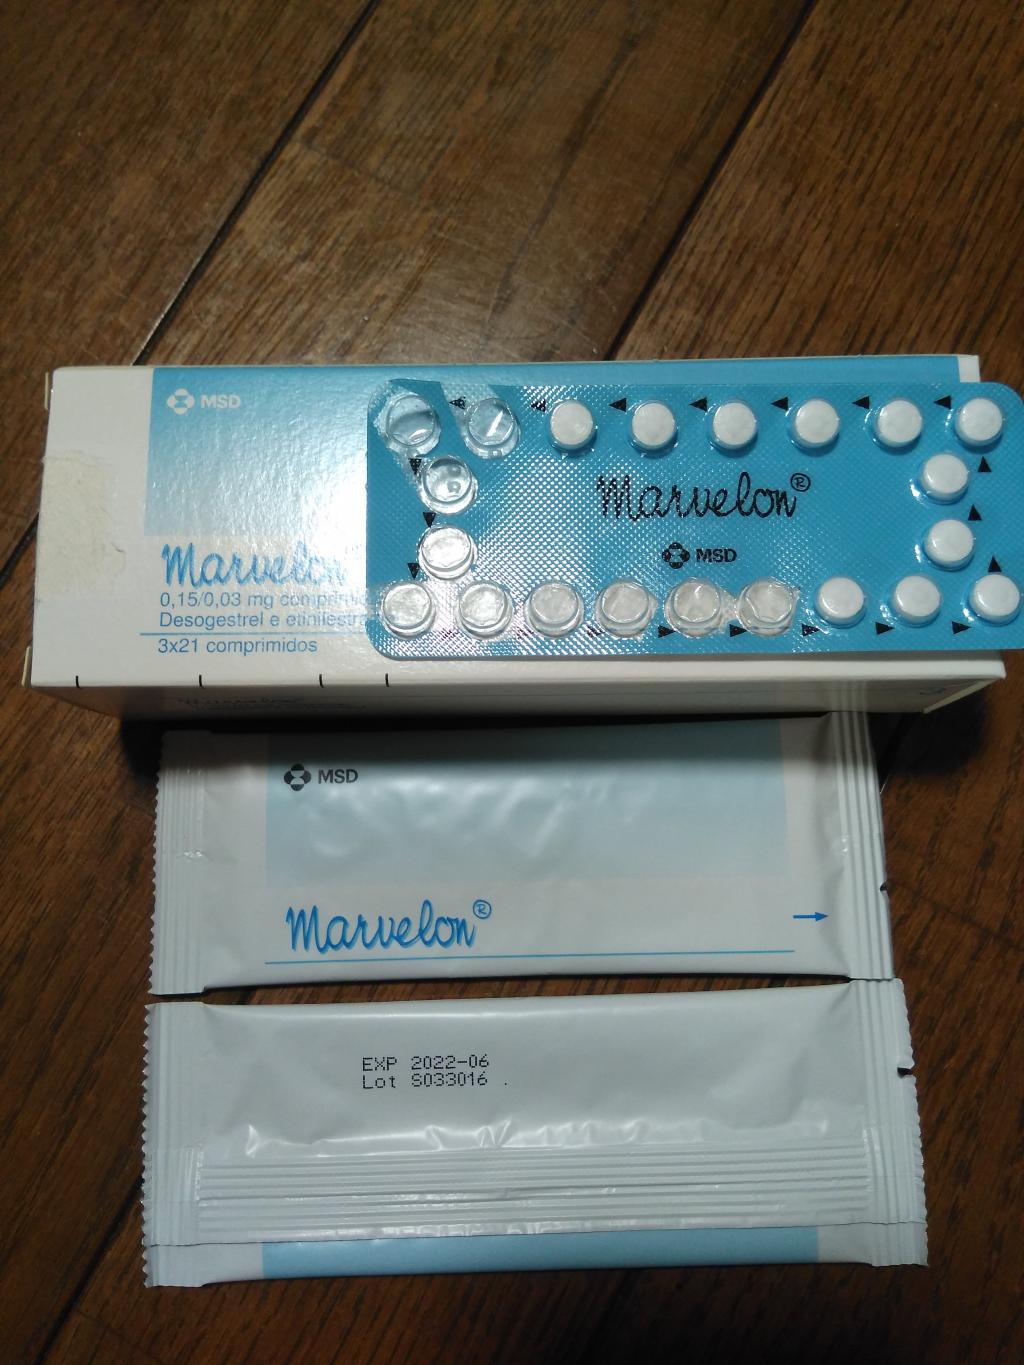 MSD
Marvelon
0,15/0,03 mg
Desogestrel e
3x21 comprimidos
Marvelon®
MSD
MSD
Marvelon®
EXP 2022-06
Lot S033016